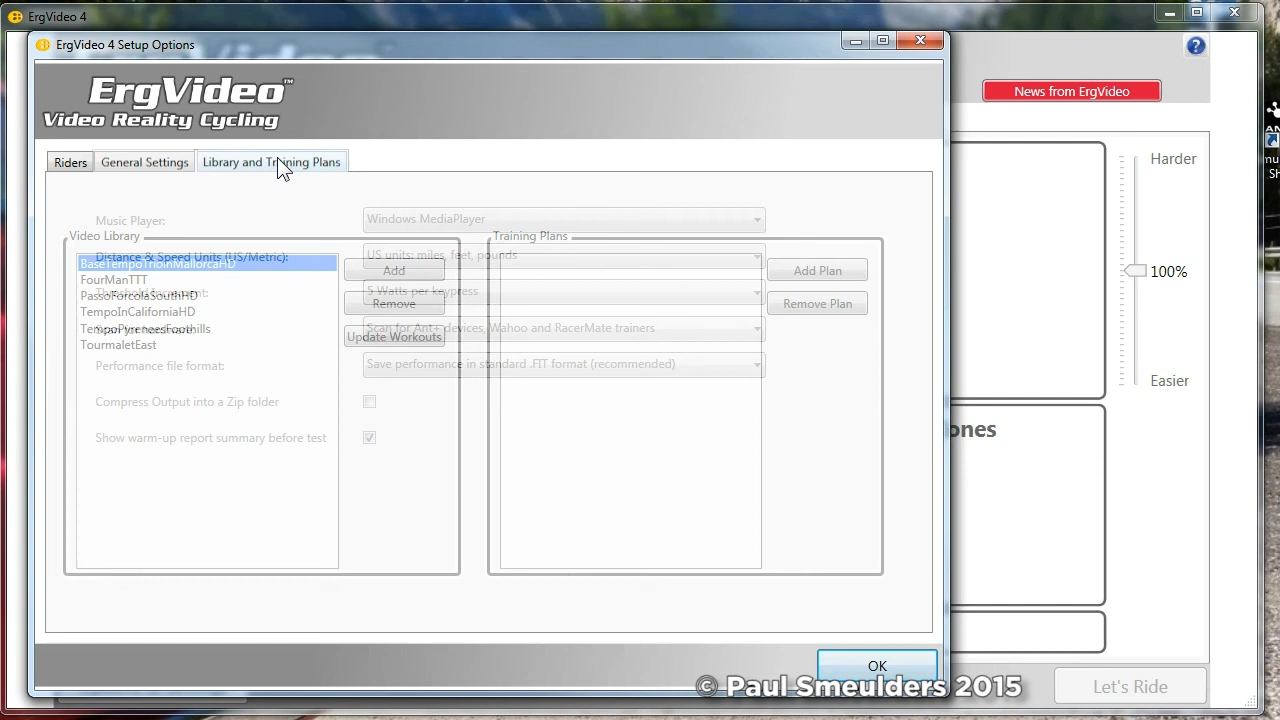 ErgVideo 4
ErgVideo 4 Setup Options
ErgVideo™
Video Reality Cycling
News from ErgVideo
Riders
General Settings
Library and Training Plans
Harder
Music Player:
Windows MediaPlayer
Video Library
Training Plans
Distance & Speed Units (US/Metric):
US units: miles, feet, pounds
BaseTempoTrioInMallorcaHD
Add
Add Plan
100%
FourManTTT
PassoForcolaSouthHD
5 Watts per keypress
Remove
Remove Plan
TempoInCaliforniaHD
TempoPyreneesFoothills
Scan for Ant+ devices, Wahoo and RacerMate trainers
Update Workouts
TourmaletEast
Performance file format:
Save performance in standard .FIT format (recommended)
Easier
Compress Output into a Zip folder
Show warm-up report summary before test
ones
OK
© Paul Smeulders 2015
Let's Ride